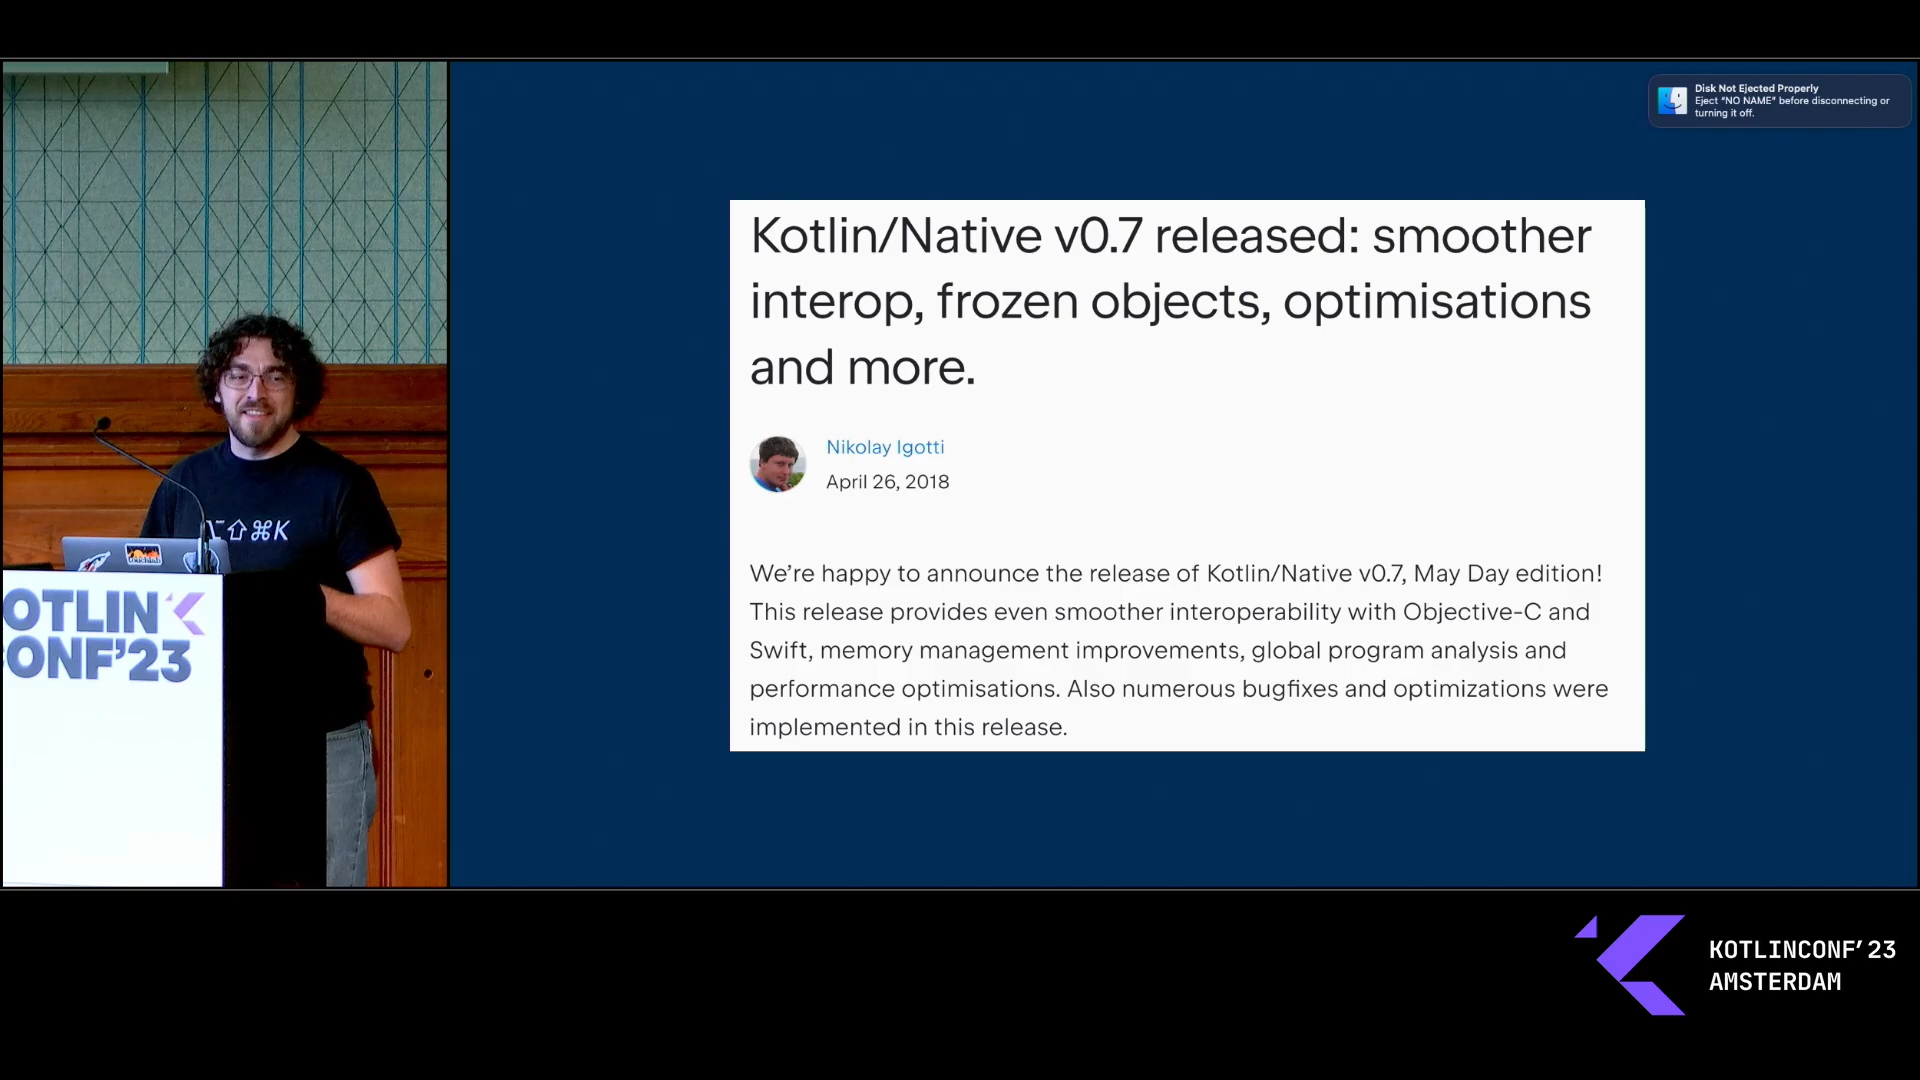 Disk Not Ejected Properly
Eject “NO NAME” before disconnecting or
turning it off.
Kotlin/Native v0.7 released: smoother
interop, frozen objects, optimisations
and more.
Nikolay Igotti
April 26, 2018
We’re happy to announce the release of Kotlin/Native v0.7, May Day edition!
This release provides even smoother interoperability with Objective-C and
Swift, memory management improvements, global program analysis and
performance optimisations. Also numerous bugfixes and optimizations were
implemented in this release.
⌥⇧⌘K
touchlab
OTLIN
CONF’23
KOTLINCONF’23
AMSTERDAM